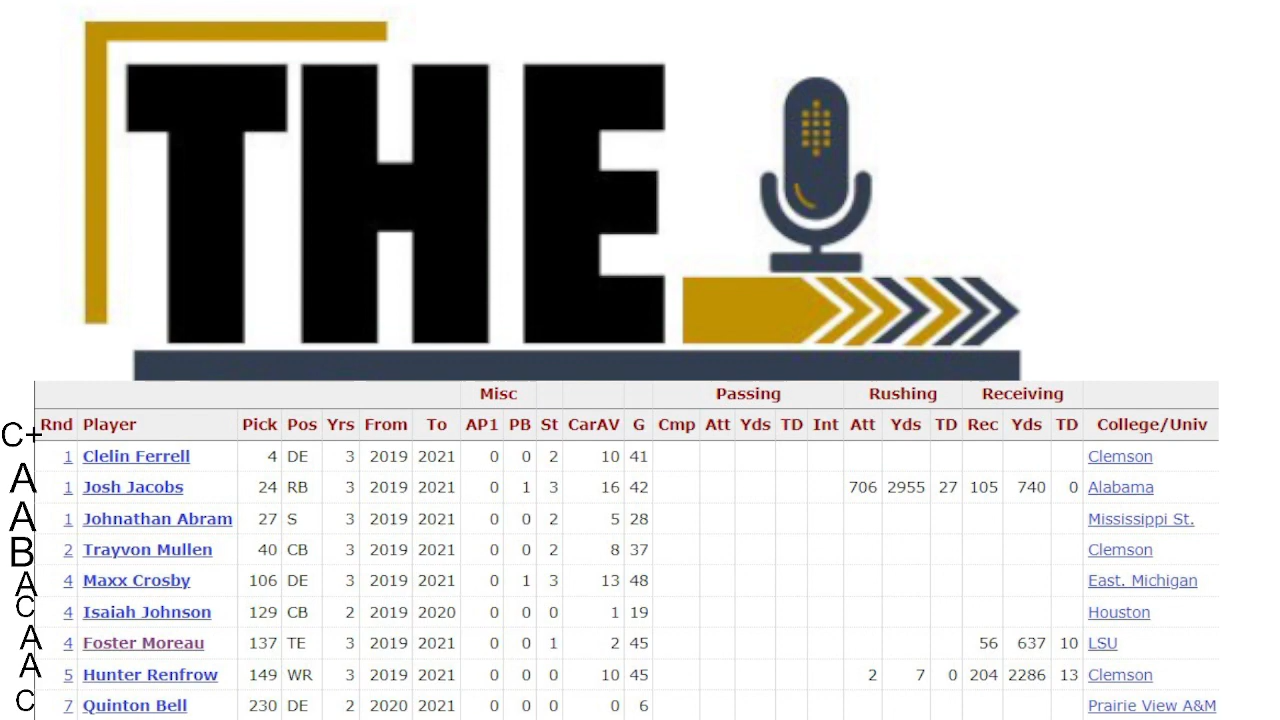 THE
Misc Passing Rushing Receiving
Rnd Player Pick Pos Yrs From To AP1 PB St CarAV G Cmp Att Yds TD Int Att Yds TD Rec Yds TD College/Univ
C+ 1 Clelin Ferrell 4 DE 3 2019 2021 0 0 2 10 41 Clemson
A 1 Josh Jacobs 24 RB 3 2019 2021 0 1 3 16 42 706 2955 27 105 740 0 Alabama
A 1 Johnathan Abram 27 S 3 2019 2021 0 0 2 5 28 Mississippi St.
B 2 Trayvon Mullen 40 CB 3 2019 2021 0 0 2 8 37 Clemson
A 4 Maxx Crosby 106 DE 3 2019 2021 0 1 3 13 48 East. Michigan
C 4 Isaiah Johnson 129 CB 2 2019 2020 0 0 0 1 19 Houston
A 4 Foster Moreau 137 TE 3 2019 2021 0 0 1 2 45 56 637 10 LSU
A 5 Hunter Renfrow 149 WR 3 2019 2021 0 0 0 10 45 2 7 0 204 2286 13 Clemson
C 7 Quinton Bell 230 DE 2 2020 2021 0 0 0 0 6 Prairie View A&M